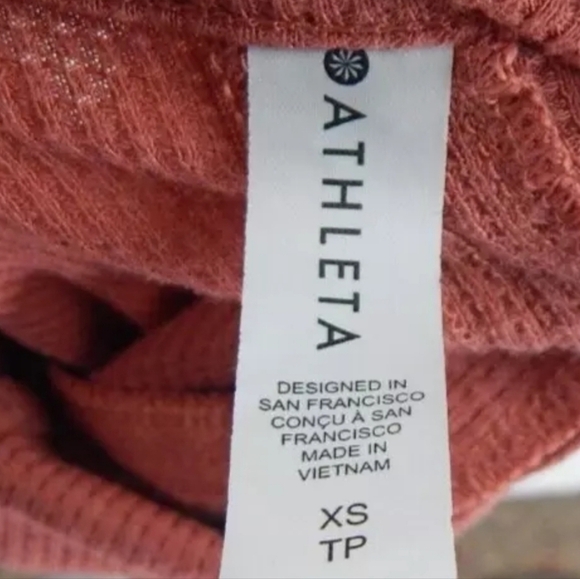 ATHLETA
DESIGNED IN
SAN FRANCISCO
CONÇU À SAN
FRANCISCO
MADE IN
VIETNAM
XS
TP